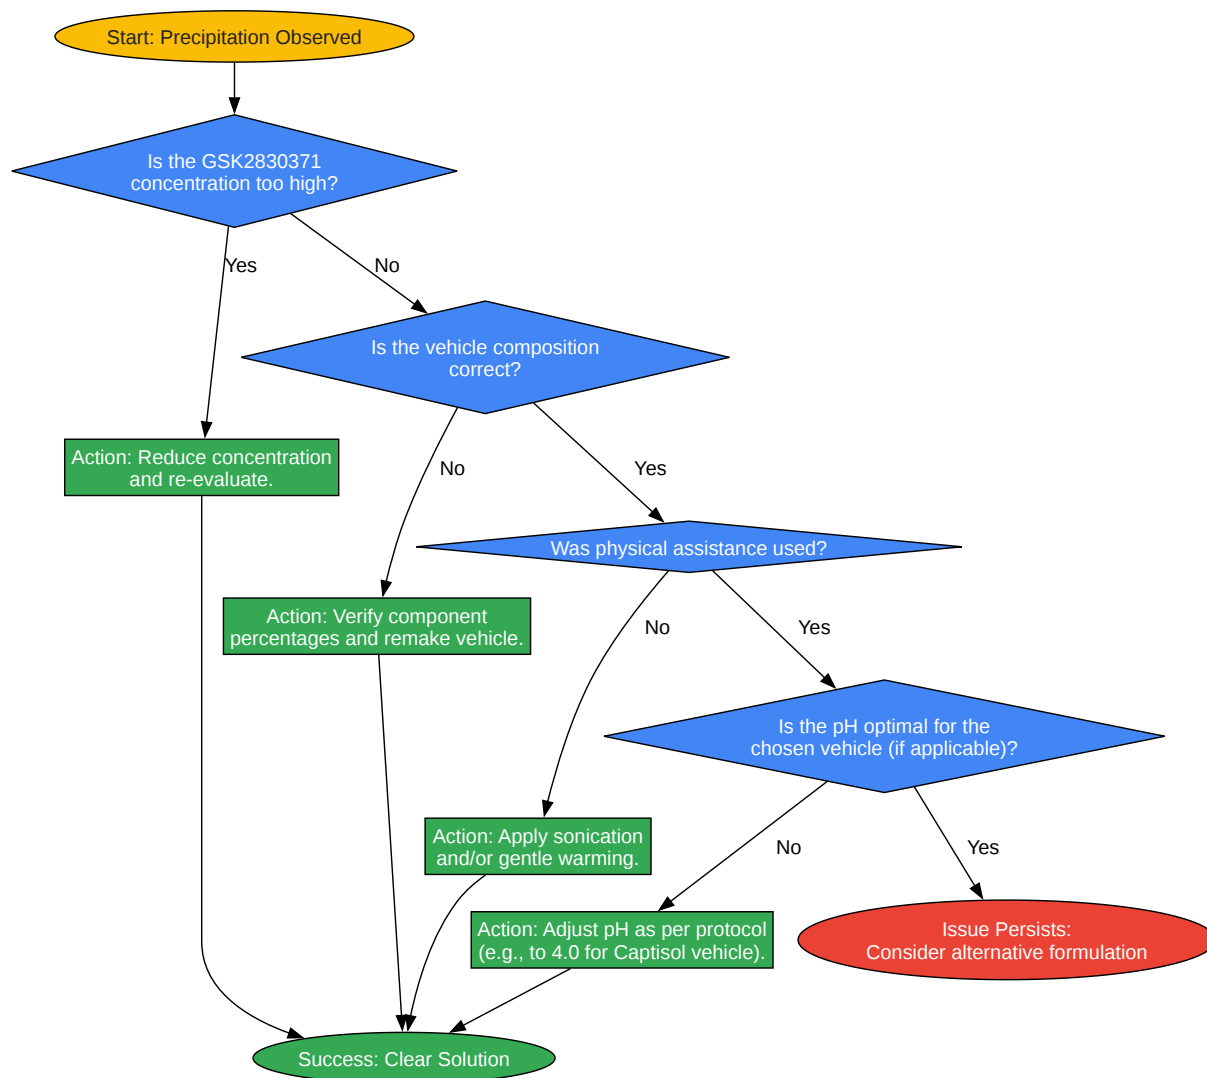 Start: Precipitation Observed
Is the GSK2830371
concentration too high?
Yes
No
Is the vehicle composition
correct?
Action: Reduce concentration
and re-evaluate.
No
Yes
Was physical assistance used?
Action: Verify component
percentages and remake vehicle.
No
Yes
Is the pH optimal for the
chosen vehicle (if applicable)?
Action: Apply sonication
and/or gentle warming.
No
Yes
Action: Adjust pH as per protocol
(e.g., to 4.0 for Captisol vehicle).
Issue Persists:
Consider alternative formulation
Success: Clear Solution